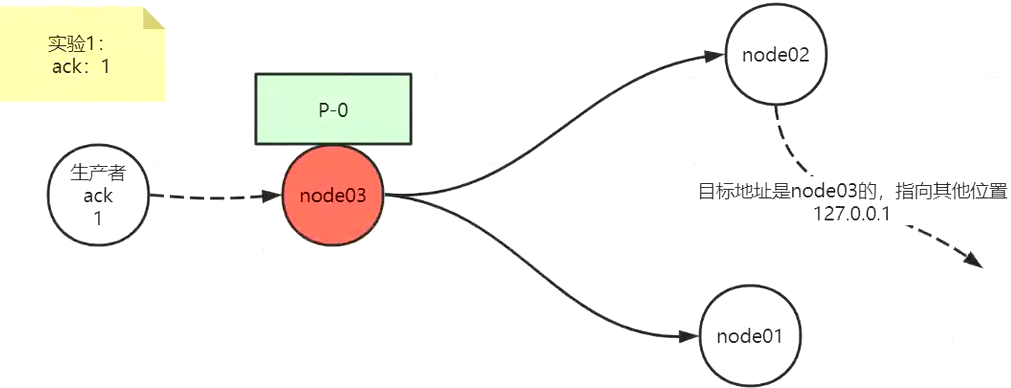 实验1：
ack：1
P-0
生产者
ack
1
node03
node02
目标地址是node03的，指向其他位置
127.0.0.1
node01